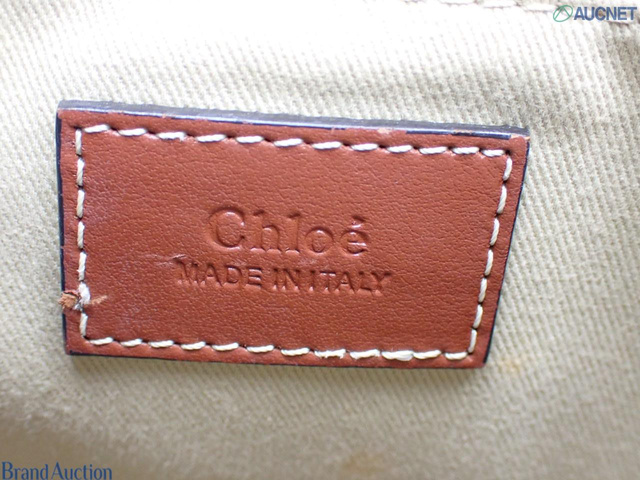 AUCNET
Chloé
MADE IN ITALY
Brand Auction